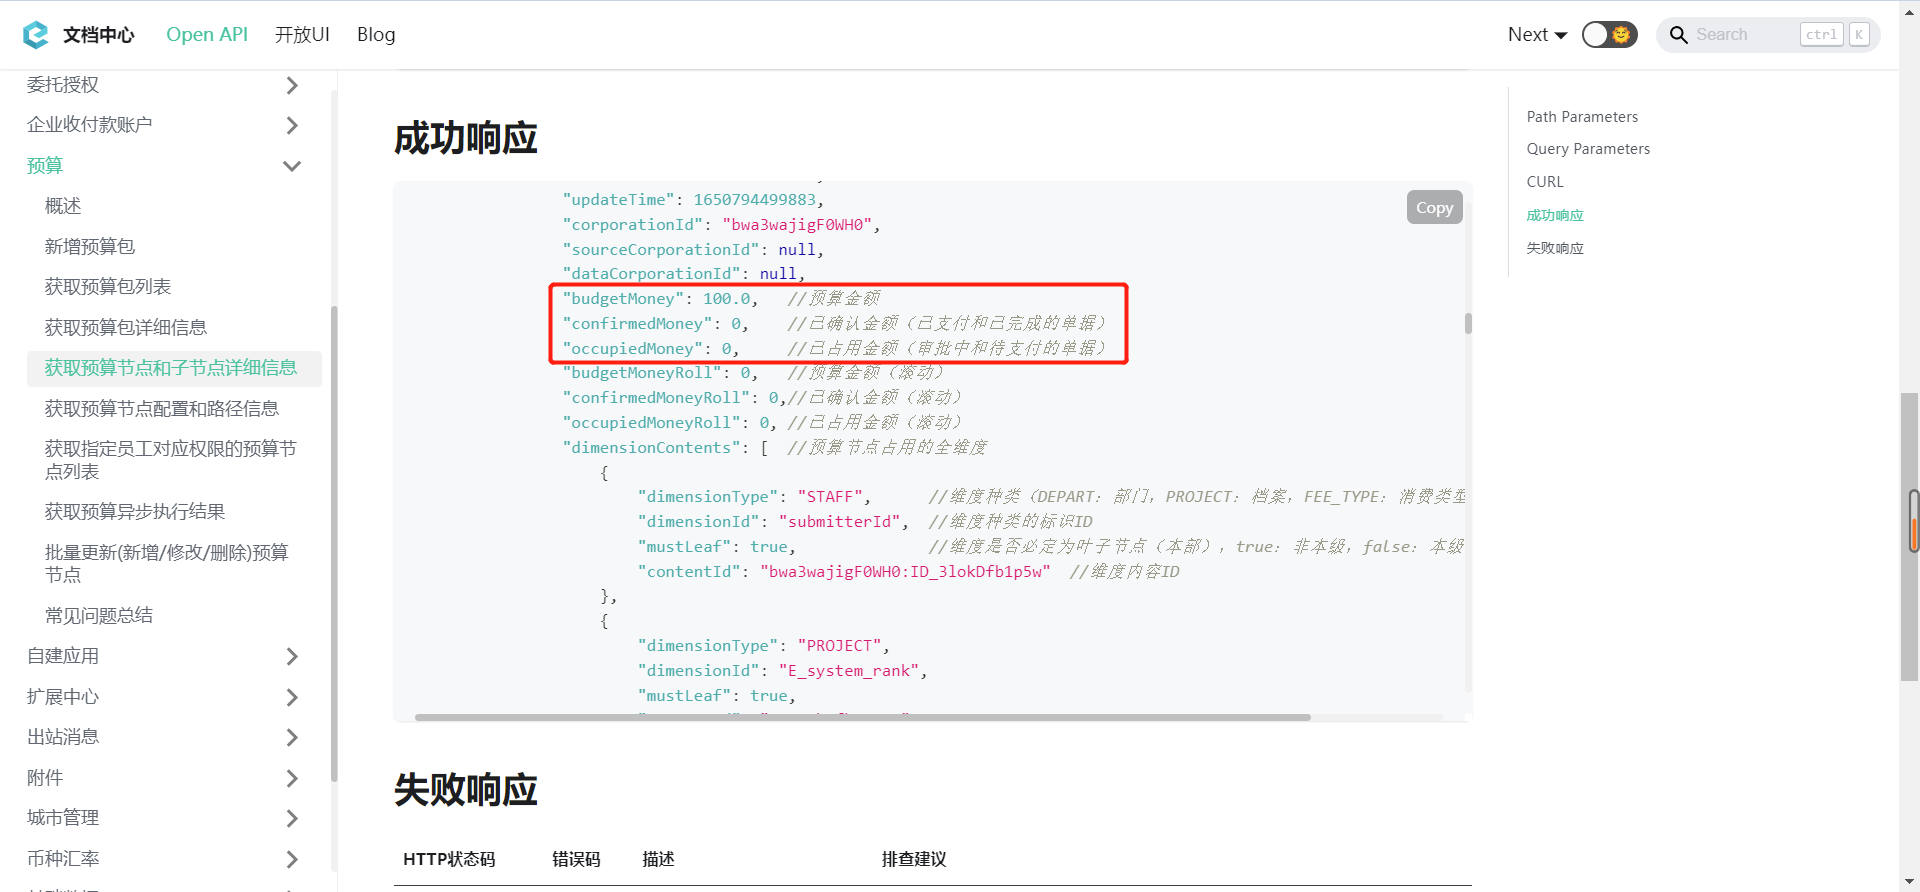 文档中心
Open API
开放UI
Blog
Next
Search
ctrl
K
委托授权
企业收付款账户
预算
概述
新增预算包
获取预算包列表
获取预算包详细信息
获取预算节点和子节点详细信息
获取预算节点配置和路径信息
获取指定员工对应权限的预算节
点列表
获取预算异步执行结果
批量更新(新增/修改/删除)预算
节点
常见问题总结
自建应用
扩展中心
出站消息
附件
城市管理
币种汇率
成功响应
Copy
"updateTime": 1650794499883,
"corporationId": "bwa3wajigF0WH0",
"sourceCorporationId": null,
"dataCorporationId": null,
"budgetMoney": 100.0,   //预算金额
"confirmedMoney": 0,    //已确认金额（已支付和已完成的单据）
"occupiedMoney": 0,     //已占用金额（审批中和待支付的单据）
"budgetMoneyRoll": 0,   //预算金额（滚动）
"confirmedMoneyRoll": 0,//已确认金额（滚动）
"occupiedMoneyRoll": 0, //已占用金额（滚动）
"dimensionContents": [  //预算节点占用的全维度
{
"dimensionType": "STAFF",      //维度种类（DEPART: 部门, PROJECT: 档案, FEE_TYPE: 消费类型
"dimensionId": "submitterId",  //维度种类的标识ID
"mustLeaf": true,              //维度是否必定为叶子节点（本部）, true: 非本级, false: 本级
"contentId": "bwa3wajigF0WH0:ID_3lokDfb1p5w"  //维度内容ID
},
{
"dimensionType": "PROJECT",
"dimensionId": "E_system_rank",
"mustLeaf": true,
失败响应
HTTP状态码
错误码
描述
排查建议
Path Parameters
Query Parameters
CURL
成功响应
失败响应